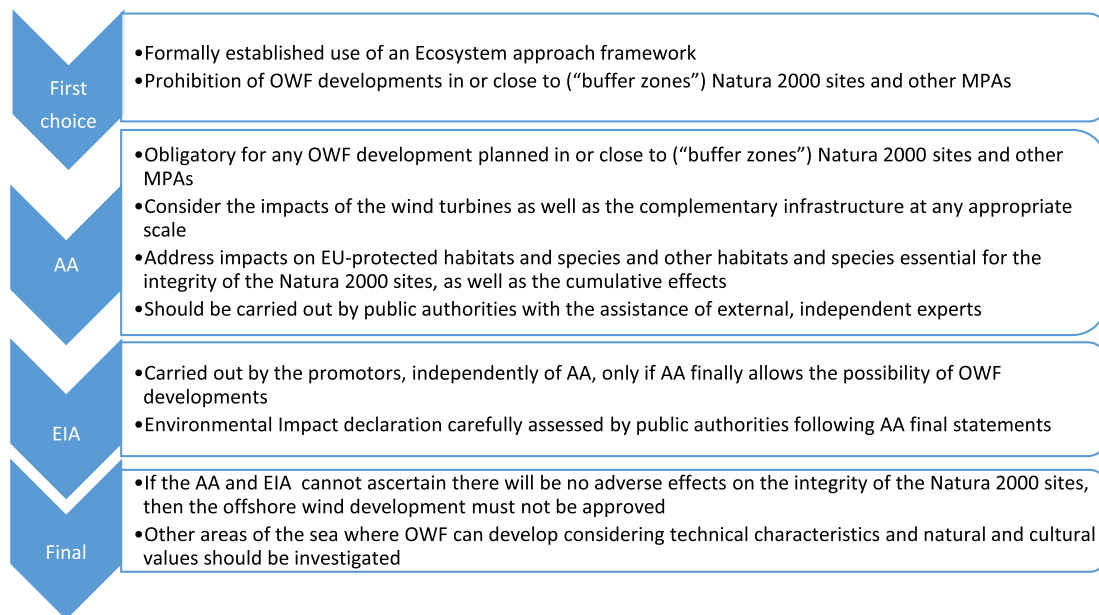 First
choice
•Formally established use of an Ecosystem approach framework
•Prohibition of OWF developments in or close to (“buffer zones”) Natura 2000 sites and other MPAs
AA
•Obligatory for any OWF development planned in or close to (“buffer zones”) Natura 2000 sites and other
MPAs
•Consider the impacts of the wind turbines as well as the complementary infrastructure at any appropriate
scale
•Address impacts on EU-protected habitats and species and other habitats and species essential for the
integrity of the Natura 2000 sites, as well as the cumulative effects
•Should be carried out by public authorities with the assistance of external, independent experts
EIA
•Carried out by the promotors, independently of AA, only if AA finally allows the possibility of OWF
developments
•Environmental Impact declaration carefully assessed by public authorities following AA final statements
Final
•If the AA and EIA cannot ascertain there will be no adverse effects on the integrity of the Natura 2000 sites,
then the offshore wind development must not be approved
•Other areas of the sea where OWF can develop considering technical characteristics and natural and cultural
values should be investigated